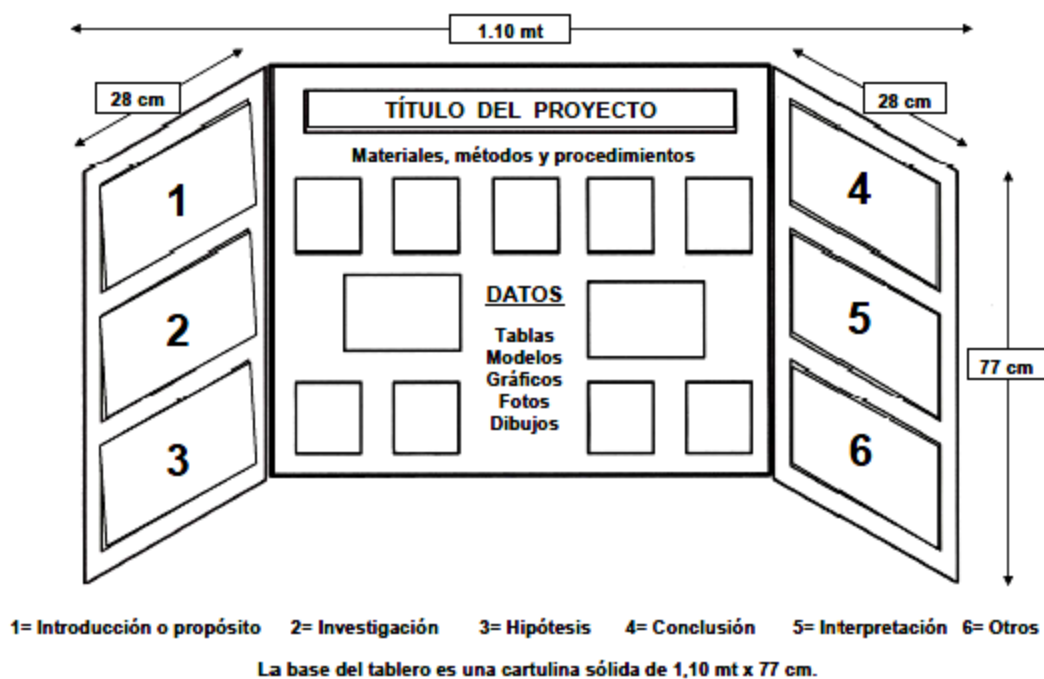 1.10 mt
28 cm
28 cm
TÍTULO DEL PROYECTO
Materiales, métodos y procedimientos
1
4
DATOS
2
5
77 cm
Tablas
Modelos
Gráficos
Fotos
Dibujos
3
6
1= Introducción o propósito 2= Investigación 3= Hipótesis 4= Conclusión 5= Interpretación 6= Otros
La base del tablero es una cartulina sólida de 1,10 mt x 77 cm.